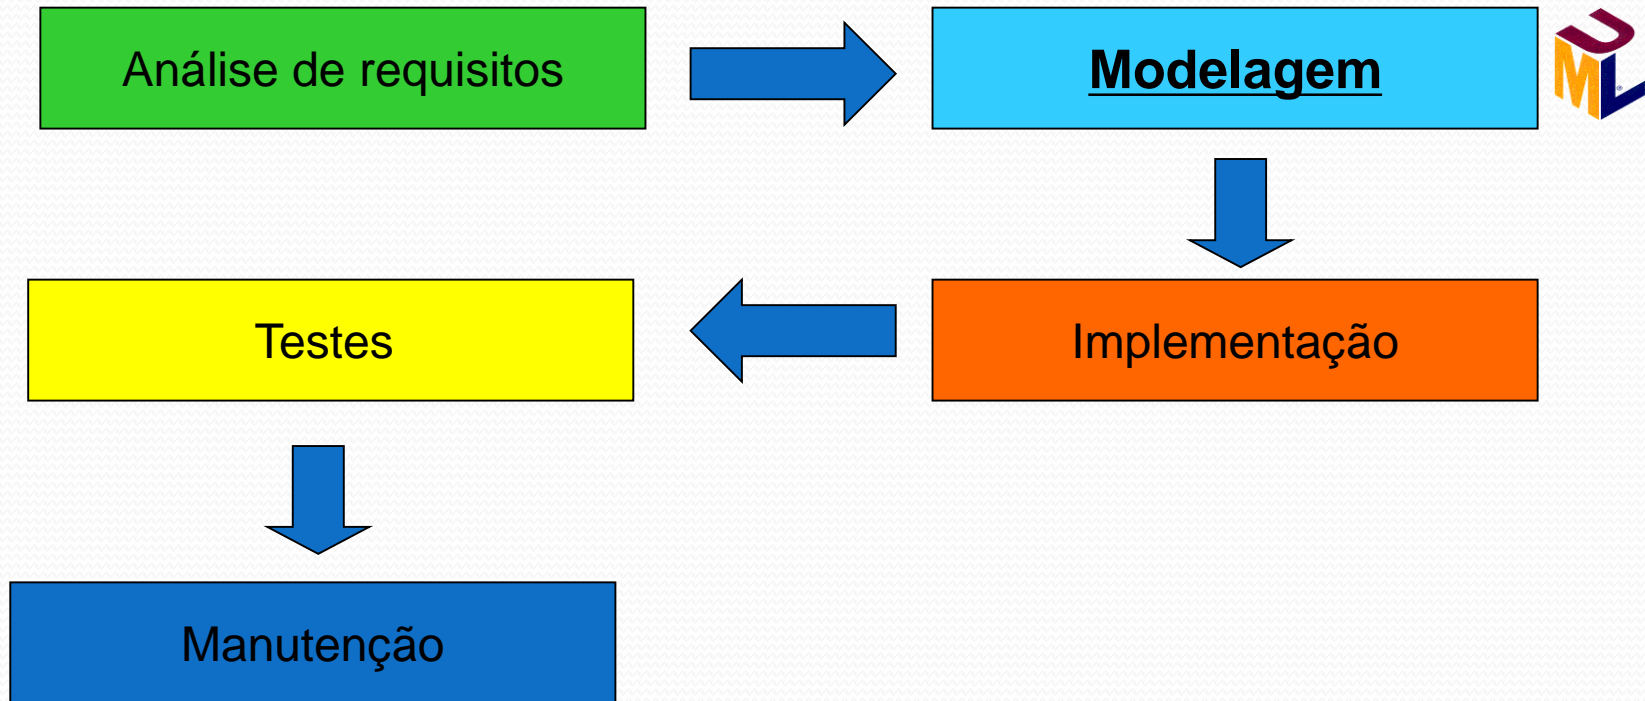 Análise de requisitos
Modelagem
UML
Testes
Implementação
Manutenção